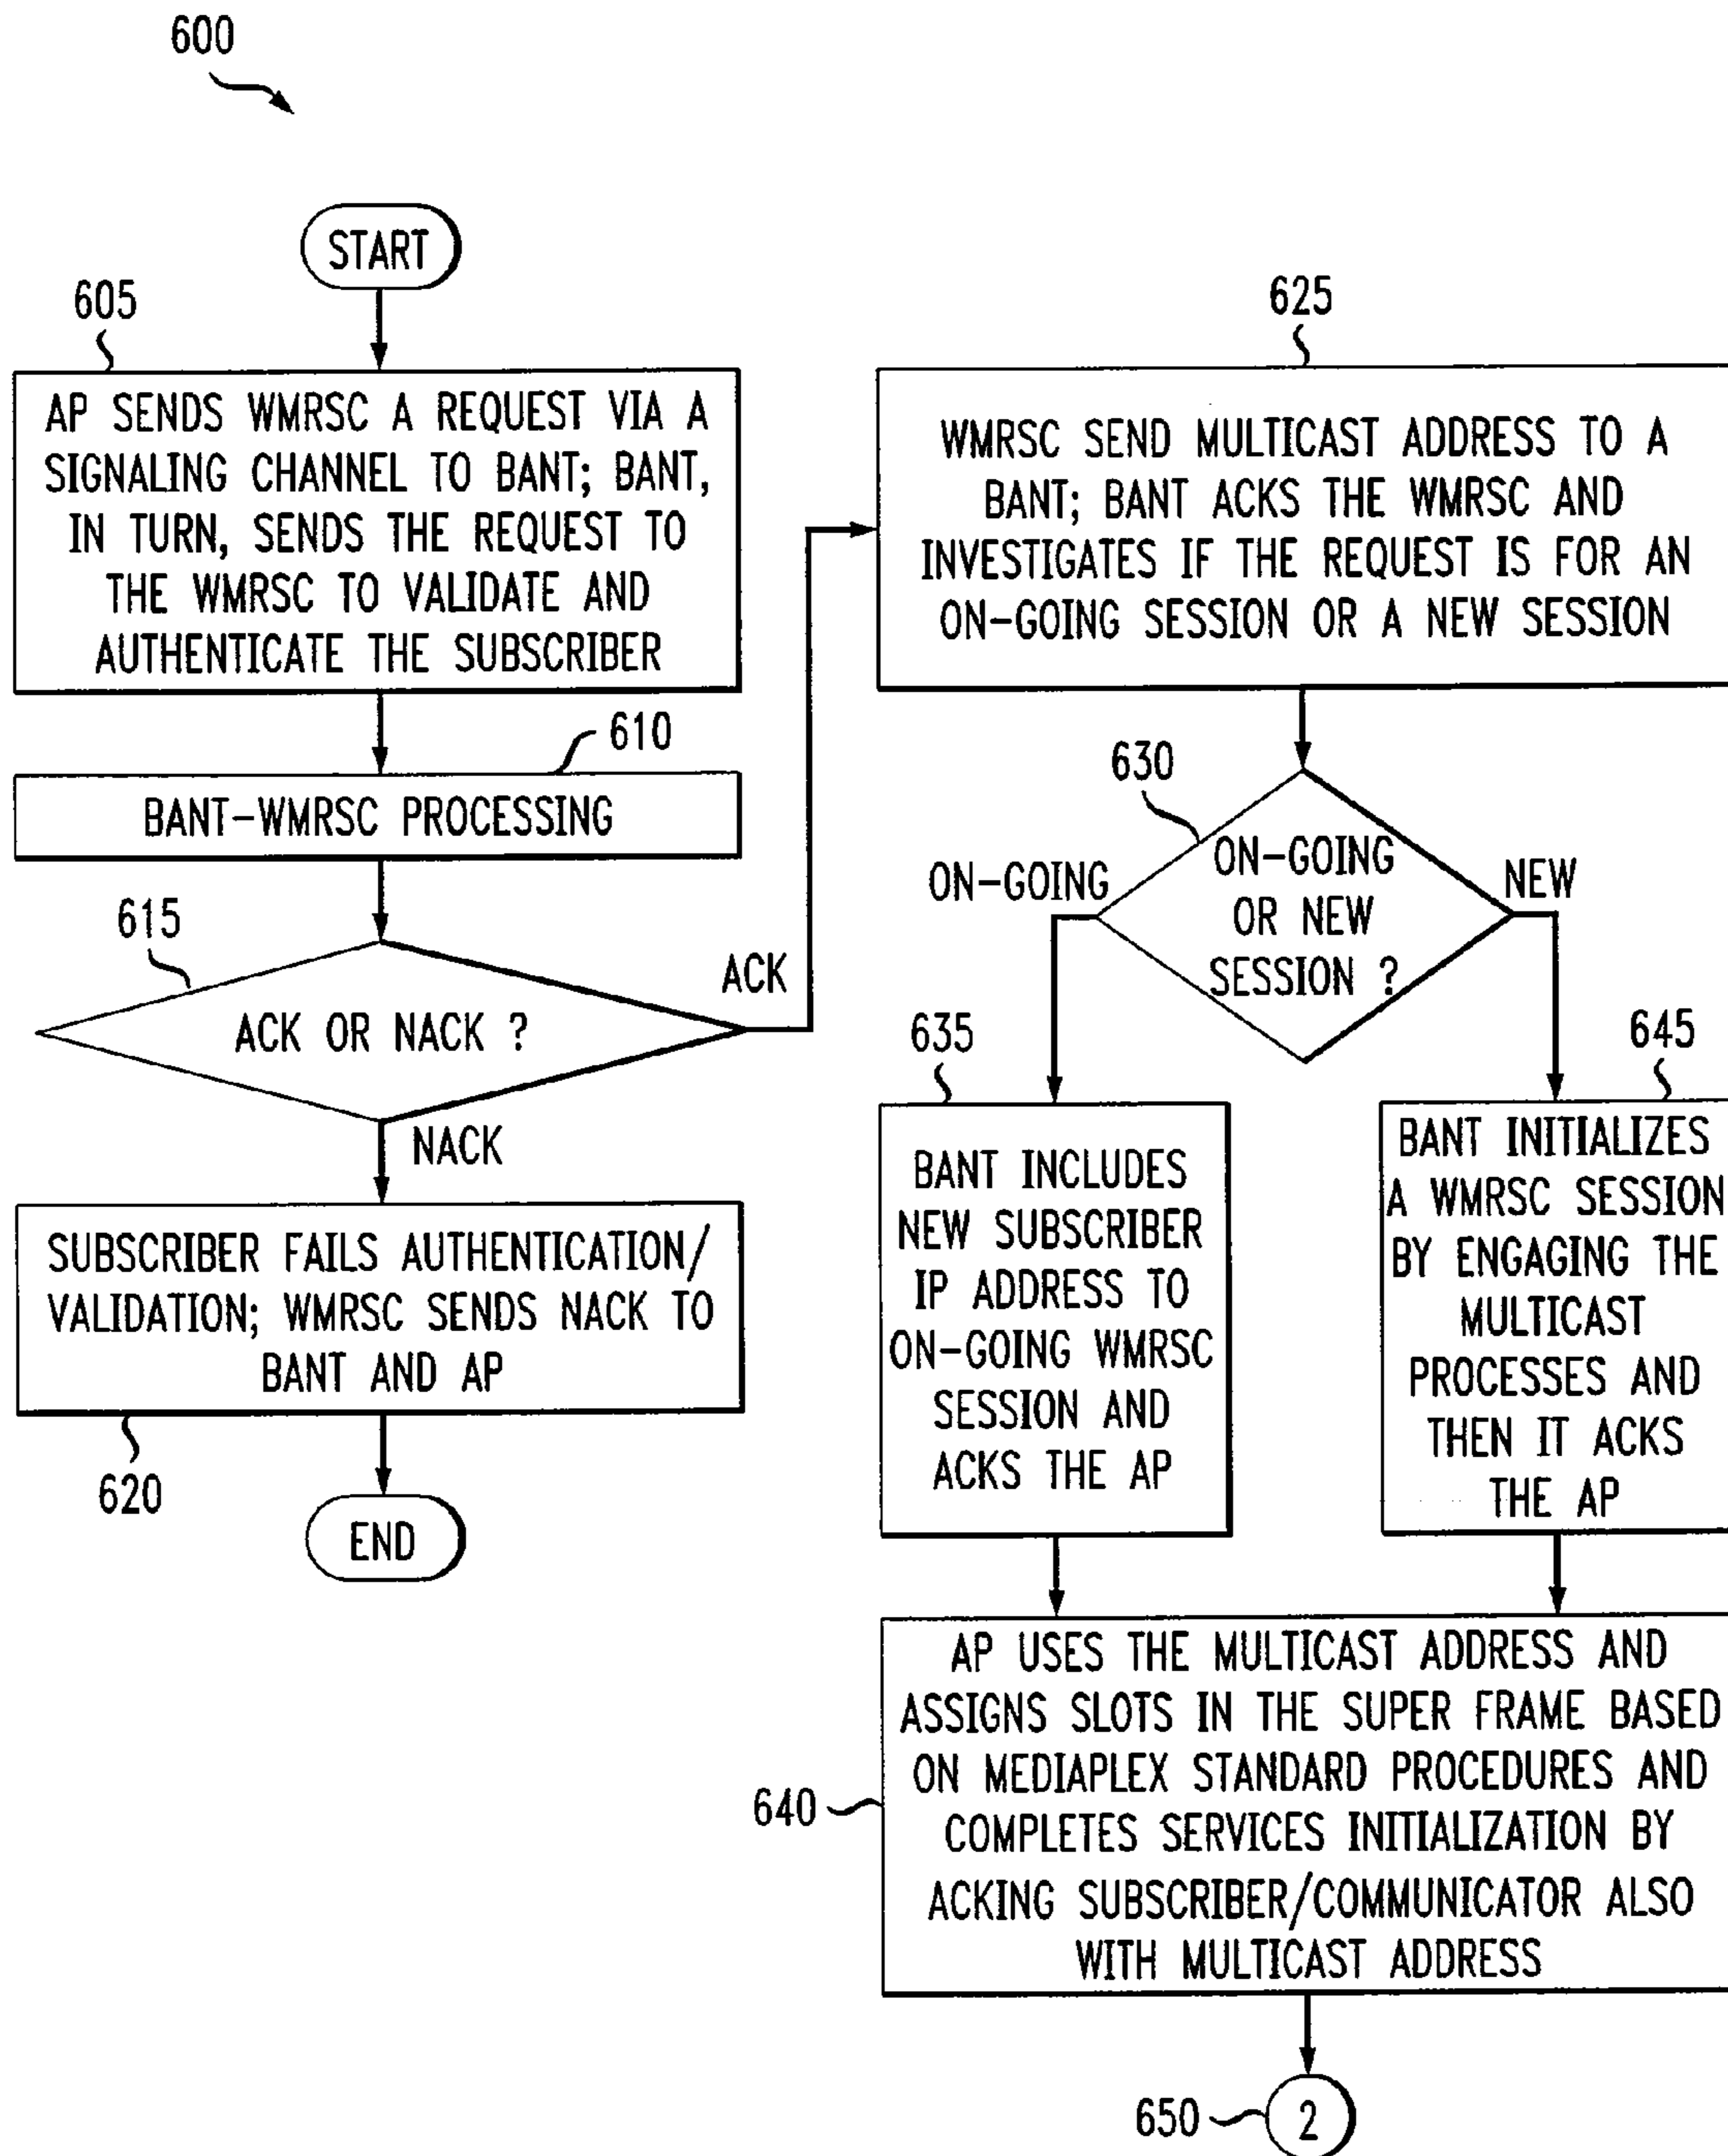 600
START
605
AP SENDS WMRSC A REQUEST VIA A
SIGNALING CHANNEL TO BANT; BANT,
IN TURN, SENDS THE REQUEST TO
THE WMRSC TO VALIDATE AND
AUTHENTICATE THE SUBSCRIBER
610
BANT-WMRSC PROCESSING
615
ACK OR NACK ?
ACK
NACK
SUBSCRIBER FAILS AUTHENTICATION/
VALIDATION; WMRSC SENDS NACK TO
BANT AND AP
620
END
625
WMRSC SEND MULTICAST ADDRESS TO A
BANT; BANT ACKS THE WMRSC AND
INVESTIGATES IF THE REQUEST IS FOR AN
ON-GOING SESSION OR A NEW SESSION
630
ON-GOING
OR NEW
SESSION ?
ON-GOING
NEW
635
BANT INCLUDES
NEW SUBSCRIBER
IP ADDRESS TO
ON-GOING WMRSC
SESSION AND
ACKS THE AP
645
BANT INITIALIZES
A WMRSC SESSION
BY ENGAGING THE
MULTICAST
PROCESSES AND
THEN IT ACKS
THE AP
640
AP USES THE MULTICAST ADDRESS AND
ASSIGNS SLOTS IN THE SUPER FRAME BASED
ON MEDIAPLEX STANDARD PROCEDURES AND
COMPLETES SERVICES INITIALIZATION BY
ACKING SUBSCRIBER/COMMUNICATOR ALSO
WITH MULTICAST ADDRESS
650
2